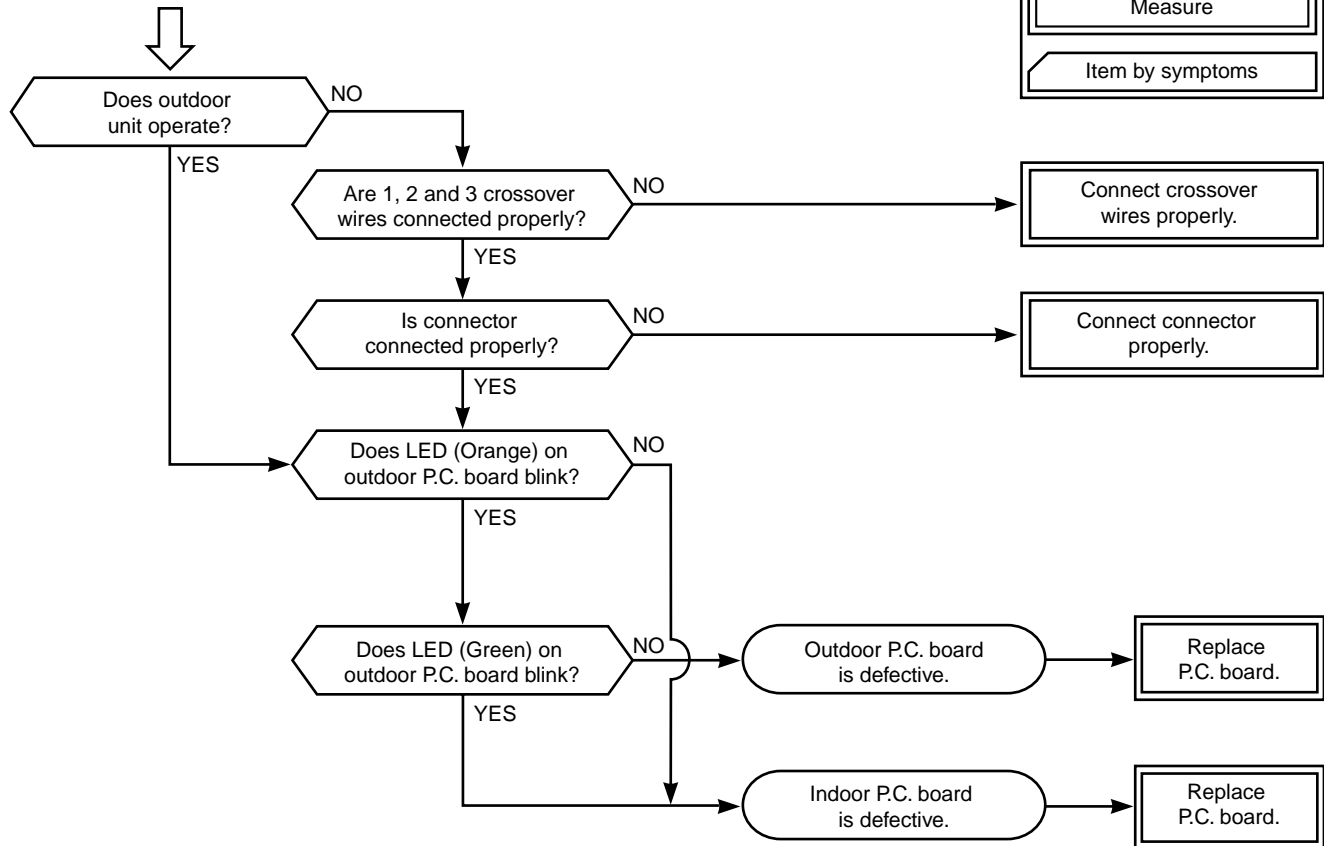 Measure
Item by symptoms
Does outdoor
unit operate?
NO
YES
Are 1, 2 and 3 crossover
wires connected properly?
NO
YES
Connect crossover
wires properly.
Is connector
connected properly?
NO
YES
Connect connector
properly.
Does LED (Orange) on
outdoor P.C. board blink?
NO
YES
Does LED (Green) on
outdoor P.C. board blink?
NO
YES
Outdoor P.C. board
is defective.
Replace
P.C. board.
Indoor P.C. board
is defective.
Replace
P.C. board.